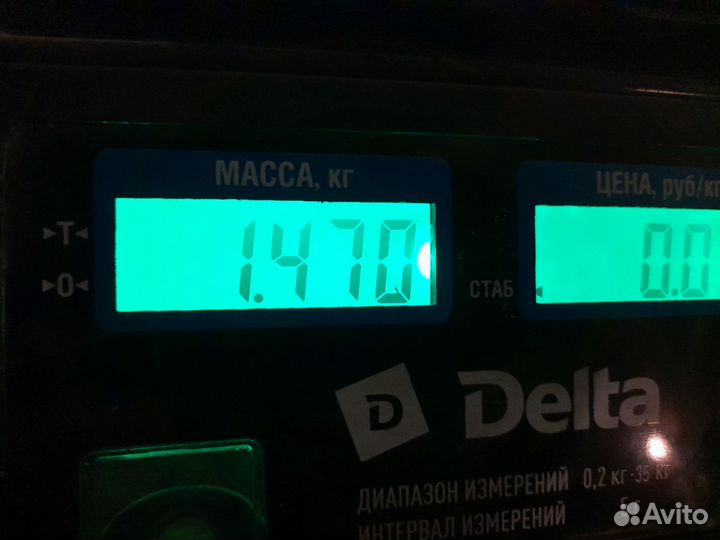 МАССА, кг
ЦЕНА, руб/кг
▸T◂
1.470
0.0
▸0◂
СТАБ
D Delta
ДИАПАЗОН ИЗМЕРЕНИЙ 0,2 кг-35 кг
ИНТЕРВАЛ ИЗМЕРЕНИЙ 5 г
Avito